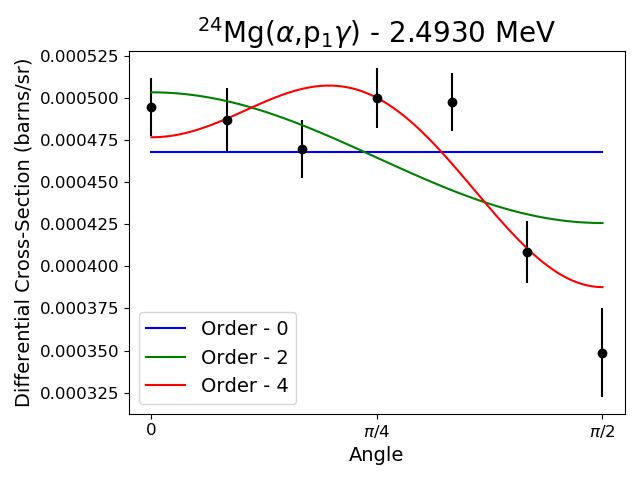 ²⁴Mg(α,p₁γ) - 2.4930 MeV
Differential Cross-Section (barns/sr)
0.000525
0.000500
0.000475
0.000450
0.000425
0.000400
0.000375
0.000350
0.000325
Order - 0
Order - 2
Order - 4
0 π/4 π/2
Angle